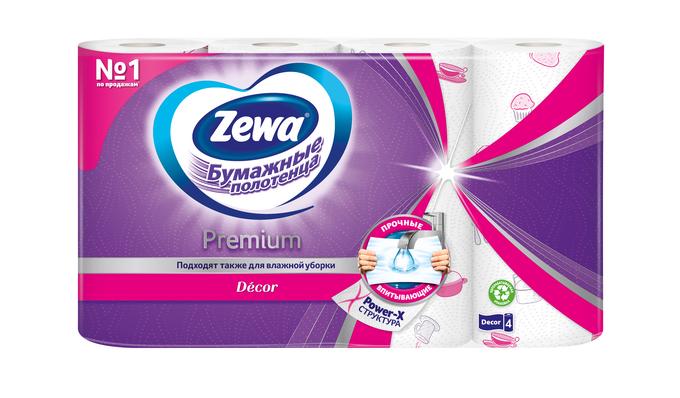 №1
по продажам*
Zewa®
Бумажные
полотенца
Premium
Подходят также для влажной уборки
Décor
ПРОЧНЫЕ
ВПИТЫВАЮЩИЕ
Power-X
СТРУКТУРА
Decor 4